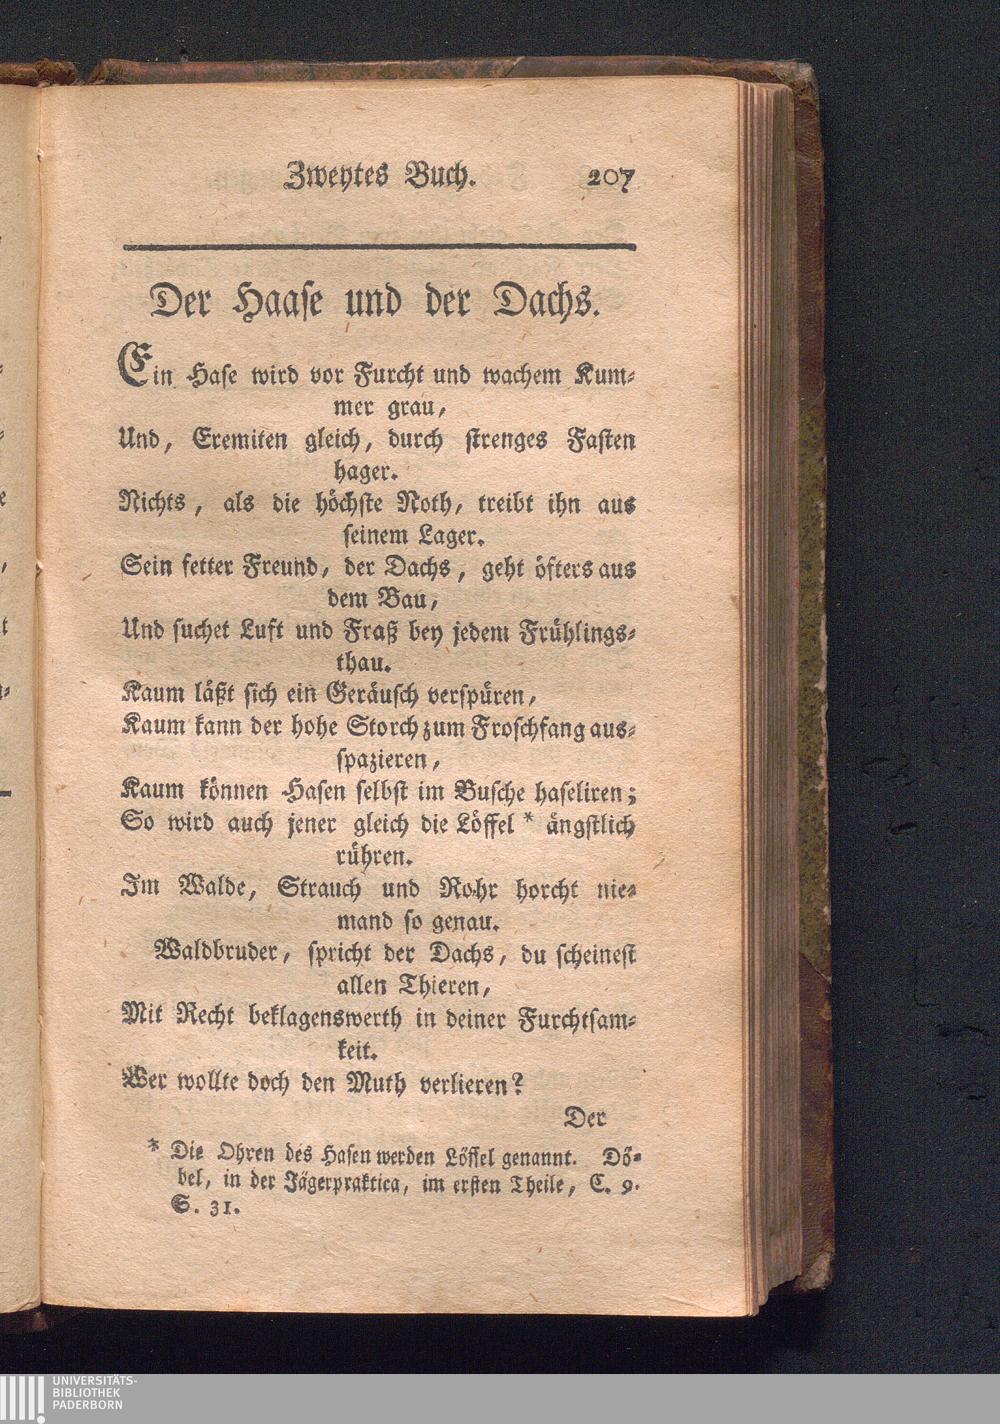 Zweytes Buch. 207
Der Haase und der Dachs.
Ein Hase wird vor Furcht und wachem Kum-
mer grau,
Und, Eremiten gleich, durch strenges Fasten
hager.
Nichts, als die höchste Noth, treibt ihn aus
seinem Lager.
Sein fetter Freund, der Dachs, geht öfters aus
dem Bau,
Und suchet Luft und Fraß bey jedem Frühlings-
thau.
Kaum läßt sich ein Geräusch verspüren,
Kaum kann der hohe Storch zum Froschfang aus-
spazieren,
Kaum können Hasen selbst im Busche haseliren;
So wird auch jener gleich die Löffel * ängstlich
rühren.
Im Walde, Strauch und Rohr horcht nie-
mand so genau.
Waldbruder, spricht der Dachs, du scheinest
allen Thieren,
Mit Recht beklagenswerth in deiner Furchtsam-
keit.
Wer wollte doch den Muth verlieren?
Der
* Die Ohren des Hasen werden Löffel genannt. Dö-
bel, in der Jägerpraktica, im ersten Theile, C. 9.
S. 31.
UNIVERSITÄTS-
BIBLIOTHEK
PADERBORN